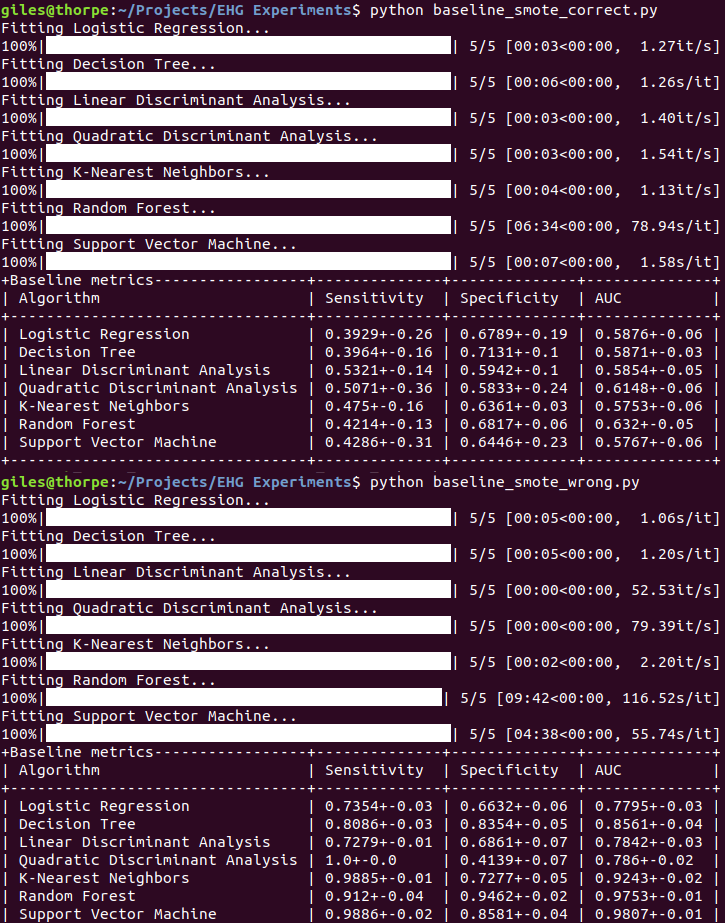 giles@thorpe:~/Projects/EHG Experiments$ python baseline_smote_correct.py
Fitting Logistic Regression...
100%| | 5/5 [00:03<00:00,  1.27it/s]
Fitting Decision Tree...
100%| | 5/5 [00:06<00:00,  1.26s/it]
Fitting Linear Discriminant Analysis...
100%| | 5/5 [00:03<00:00,  1.40it/s]
Fitting Quadratic Discriminant Analysis...
100%| | 5/5 [00:03<00:00,  1.54it/s]
Fitting K-Nearest Neighbors...
100%| | 5/5 [00:04<00:00,  1.13it/s]
Fitting Random Forest...
100%| | 5/5 [06:34<00:00, 78.94s/it]
Fitting Support Vector Machine...
100%| | 5/5 [00:07<00:00,  1.58s/it]
+Baseline metrics-----------------+--------------+--------------+--------------+
| Algorithm                       | Sensitivity  | Specificity  | AUC          |
+---------------------------------+--------------+--------------+--------------+
| Logistic Regression             | 0.3929+-0.26 | 0.6789+-0.19 | 0.5876+-0.06 |
| Decision Tree                   | 0.3964+-0.16 | 0.7131+-0.1  | 0.5871+-0.03 |
| Linear Discriminant Analysis    | 0.5321+-0.14 | 0.5942+-0.1  | 0.5854+-0.05 |
| Quadratic Discriminant Analysis | 0.5071+-0.36 | 0.5833+-0.24 | 0.6148+-0.06 |
| K-Nearest Neighbors             | 0.475+-0.16  | 0.6361+-0.03 | 0.5753+-0.06 |
| Random Forest                   | 0.4214+-0.13 | 0.6817+-0.06 | 0.632+-0.05  |
| Support Vector Machine          | 0.4286+-0.31 | 0.6446+-0.23 | 0.5767+-0.06 |
+---------------------------------+--------------+--------------+--------------+
giles@thorpe:~/Projects/EHG Experiments$ python baseline_smote_wrong.py
Fitting Logistic Regression...
100%| | 5/5 [00:05<00:00,  1.06s/it]
Fitting Decision Tree...
100%| | 5/5 [00:05<00:00,  1.20s/it]
Fitting Linear Discriminant Analysis...
100%| | 5/5 [00:00<00:00, 52.53it/s]
Fitting Quadratic Discriminant Analysis...
100%| | 5/5 [00:00<00:00, 79.39it/s]
Fitting K-Nearest Neighbors...
100%| | 5/5 [00:02<00:00,  2.20it/s]
Fitting Random Forest...
100%| | 5/5 [09:42<00:00, 116.52s/it]
Fitting Support Vector Machine...
100%| | 5/5 [04:38<00:00, 55.74s/it]
+Baseline metrics-----------------+--------------+--------------+--------------+
| Algorithm                       | Sensitivity  | Specificity  | AUC          |
+---------------------------------+--------------+--------------+--------------+
| Logistic Regression             | 0.7354+-0.03 | 0.6632+-0.06 | 0.7795+-0.03 |
| Decision Tree                   | 0.8086+-0.03 | 0.8354+-0.05 | 0.8561+-0.04 |
| Linear Discriminant Analysis    | 0.7279+-0.01 | 0.6861+-0.07 | 0.7842+-0.03 |
| Quadratic Discriminant Analysis | 1.0+-0.0     | 0.4139+-0.07 | 0.786+-0.02  |
| K-Nearest Neighbors             | 0.9885+-0.01 | 0.7277+-0.05 | 0.9243+-0.02 |
| Random Forest                   | 0.912+-0.04  | 0.9462+-0.02 | 0.9753+-0.01 |
| Support Vector Machine          | 0.9886+-0.02 | 0.8581+-0.04 | 0.9807+-0.01 |